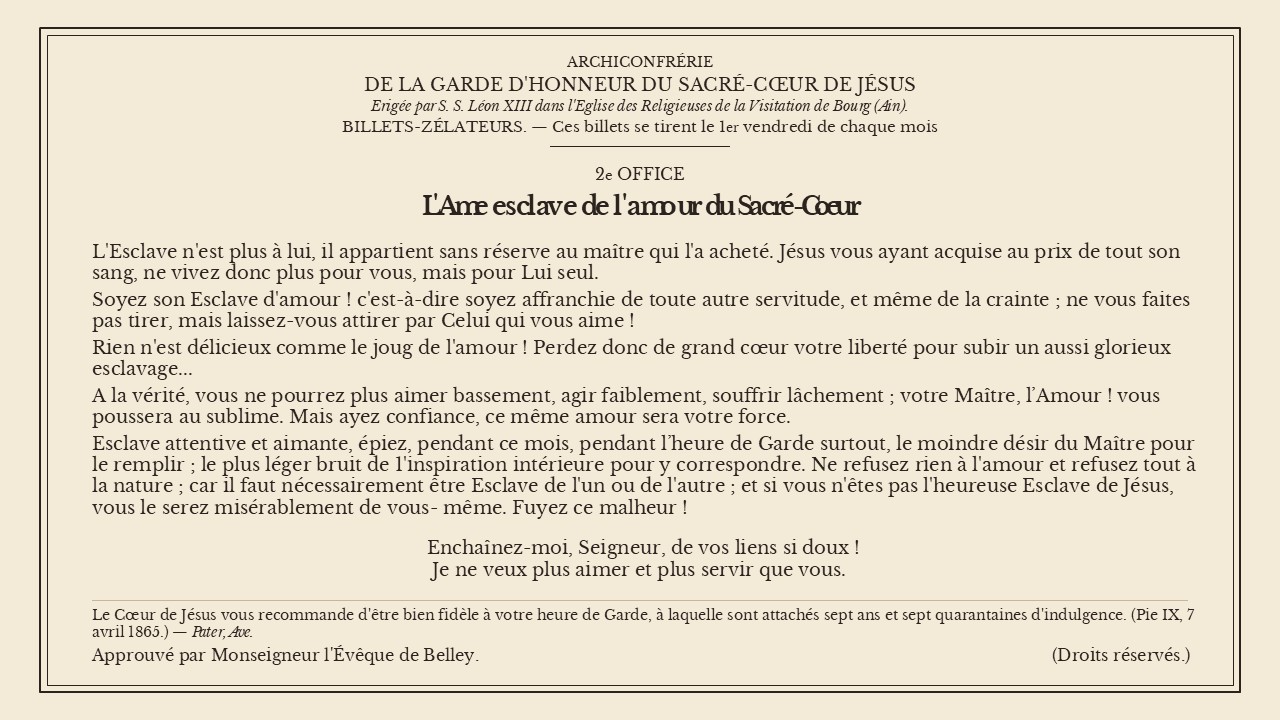 ARCHICONFRÉRIE
DE LA GARDE D'HONNEUR DU SACRÉ-CŒUR DE JÉSUS
Erigée par S. S. Léon XIII dans l'Eglise des Religieuses de la Visitation de Bourg (Ain).
BILLETS-ZÉLATEURS. — Ces billets se tirent le 1er vendredi de chaque mois
2e OFFICE
L'Ame esclave de l'amour du Sacré-Cœur
L'Esclave n'est plus à lui, il appartient sans réserve au maître qui l'a acheté. Jésus vous ayant acquise au prix de tout son
sang, ne vivez donc plus pour vous, mais pour Lui seul.
Soyez son Esclave d'amour ! c'est-à-dire soyez affranchie de toute autre servitude, et même de la crainte ; ne vous faites
pas tirer, mais laissez-vous attirer par Celui qui vous aime !
Rien n'est délicieux comme le joug de l'amour ! Perdez donc de grand cœur votre liberté pour subir un aussi glorieux
esclavage...
A la vérité, vous ne pourrez plus aimer bassement, agir faiblement, souffrir lâchement ; votre Maître, l’Amour ! vous
poussera au sublime. Mais ayez confiance, ce même amour sera votre force.
Esclave attentive et aimante, épiez, pendant ce mois, pendant l’heure de Garde surtout, le moindre désir du Maître pour
le remplir ; le plus léger bruit de l'inspiration intérieure pour y correspondre. Ne refusez rien à l'amour et refusez tout à
la nature ; car il faut nécessairement être Esclave de l'un ou de l'autre ; et si vous n'êtes pas l'heureuse Esclave de Jésus,
vous le serez misérablement de vous- même. Fuyez ce malheur !
Enchaînez-moi, Seigneur, de vos liens si doux !
Je ne veux plus aimer et plus servir que vous.
Le Cœur de Jésus vous recommande d'être bien fidèle à votre heure de Garde, à laquelle sont attachés sept ans et sept quarantaines d'indulgence. (Pie IX, 7
avril 1865.) — Pater, Ave.
Approuvé par Monseigneur l'Évêque de Belley.
(Droits réservés.)